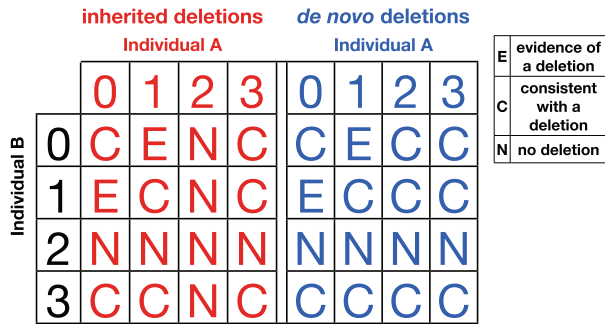 inherited deletions de novo deletions
Individual A Individual A
0 1 2 3 0 1 2 3
Individual B
0 C E N C C E C C
1 E C N C E C C C
2 N N N N N N N N
3 C C N C C C C C
E evidence of
a deletion
C consistent
with a
deletion
N no deletion